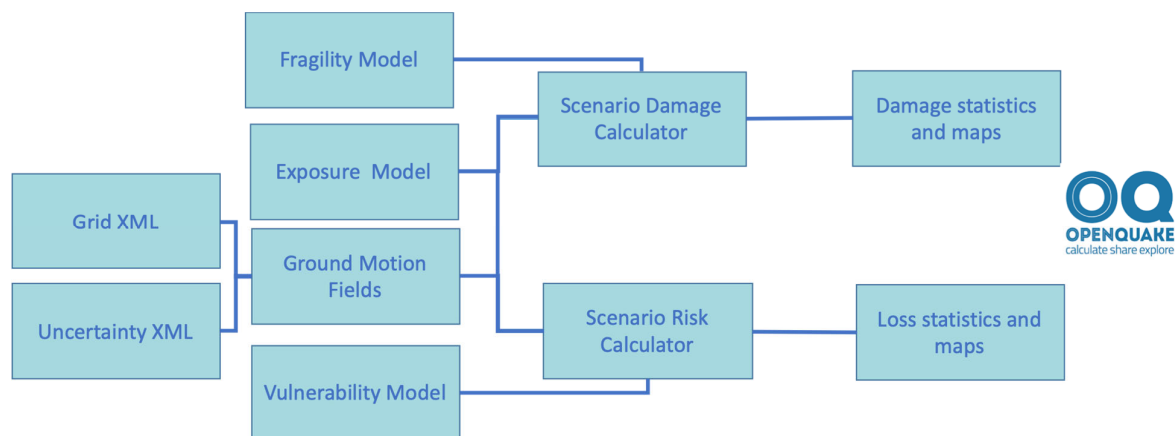 Fragility Model
Scenario Damage
Calculator
Damage statistics
and maps
Exposure Model
Grid XML
Ground Motion
Fields
Uncertainty XML
Scenario Risk
Calculator
Loss statistics and
maps
Vulnerability Model
OQ
OPENQUAKE
calculate share explore